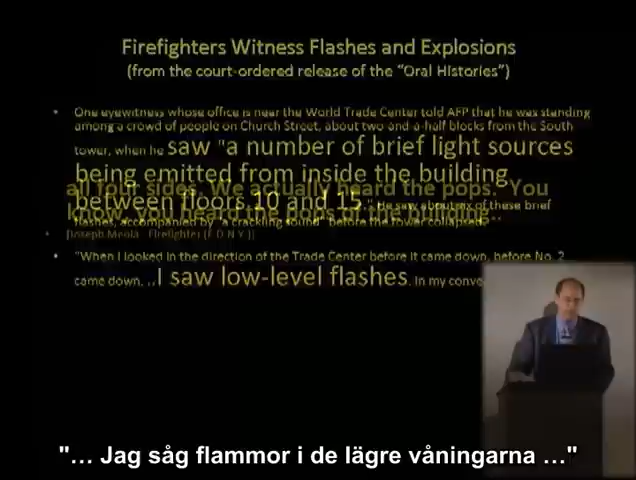 Firefighters Witness Flashes and Explosions
(from the court-ordered release of the "Oral Histories")
• One eyewitness whose office is near the World Trade Center told AFP that he was standing
among a crowd of people on Church Street, about two-and-a-half blocks from the South
tower, when he saw "a number of brief light sources
being emitted from inside the building
all four sides. We actually heard the pops. You
between floors 10 and 15." He saw about six of these brief
know, you heard the pops of the building"
flashes, accompanied by "a crackling sound" before the tower collapsed."
• [Joseph Meola - Firefighter (F.D.N.Y.)]
• "When I looked in the direction of the Trade Center before it came down, before No. 2
came down, ..I saw low-level flashes. In my conve
"... Jag såg flammor i de lägre våningarna ..."